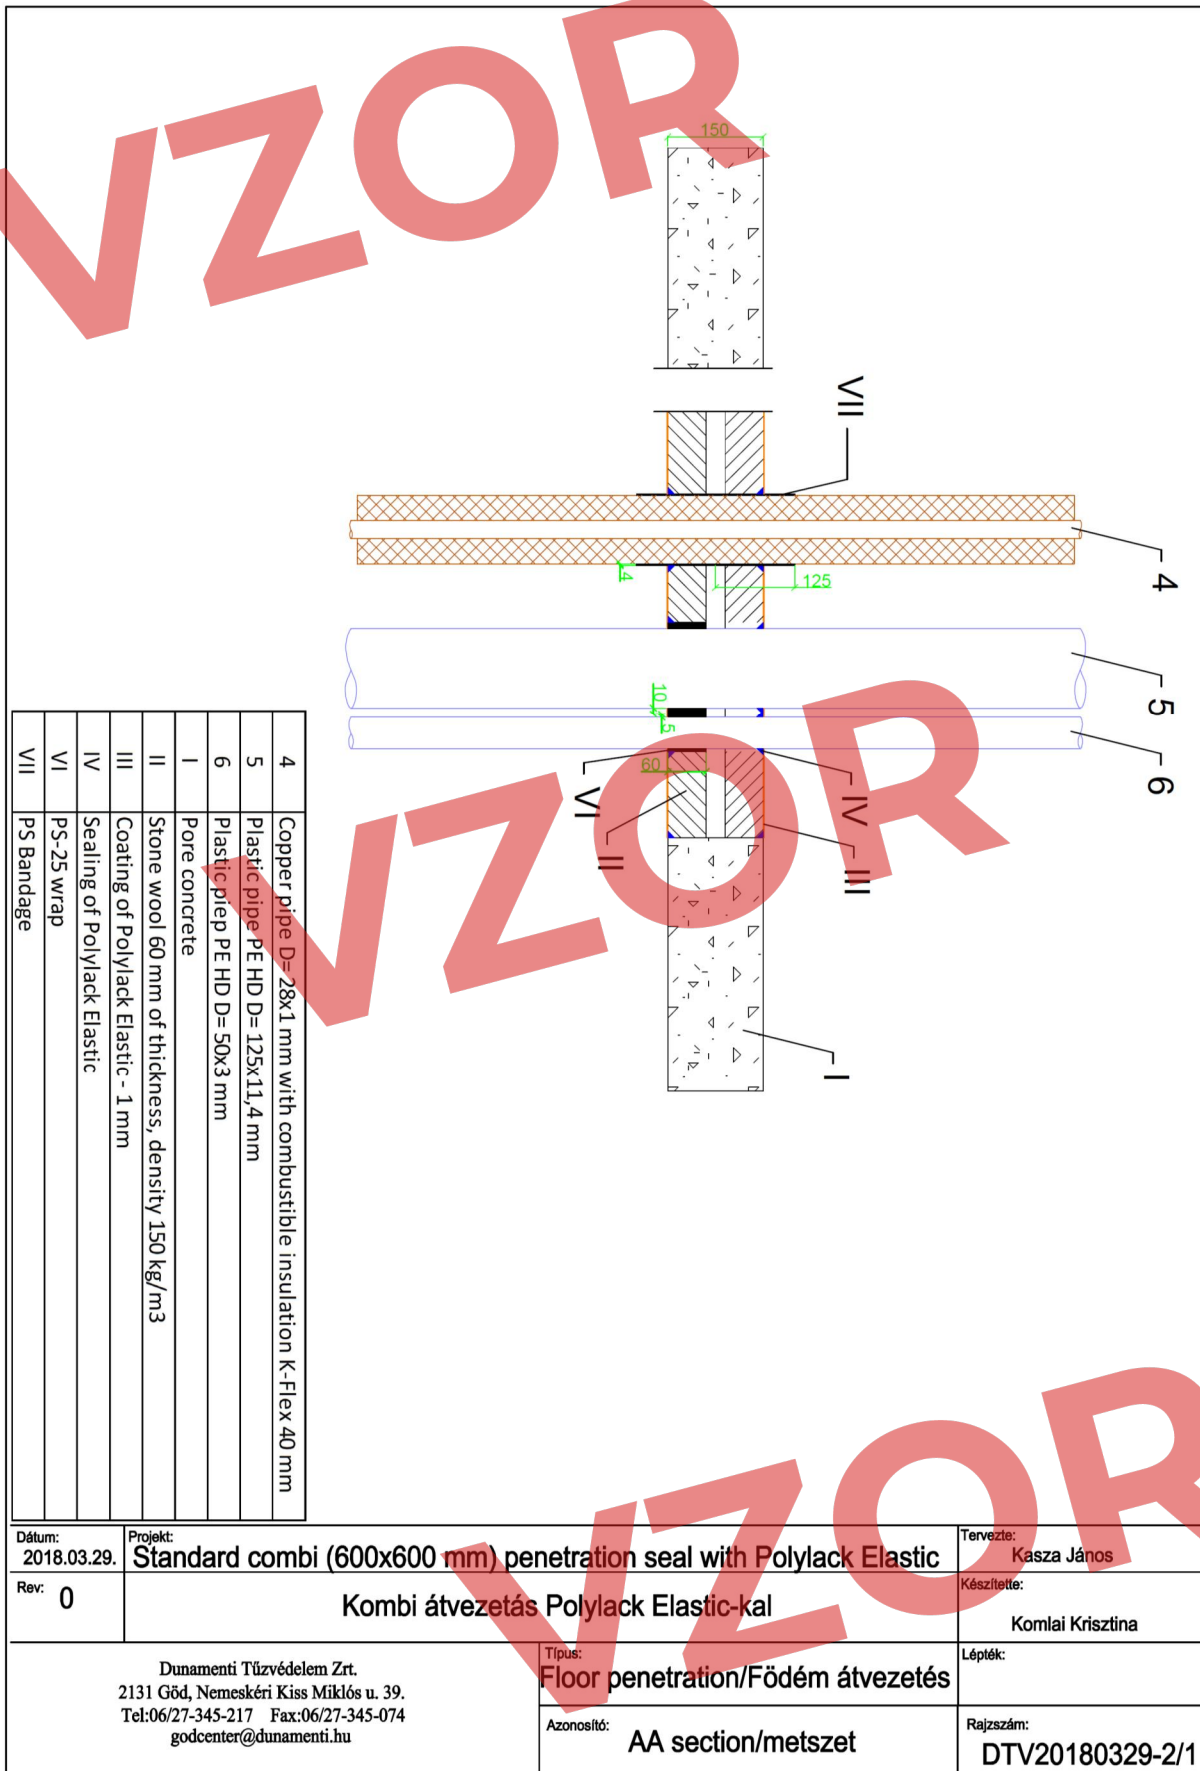 VZOR
150
VII
4
125
4
5
10
5
6
60
VI
IV
II
III
VZOR
I
4 Copper pipe D= 28x1 mm with combustible insulation K-Flex 40 mm
5 Plastic pipe PE HD D= 125x11,4 mm
6 Plastic piep PE HD D= 50x3 mm
I Pore concrete
II Stone wool 60 mm of thickness, density 150 kg/m3
III Coating of Polylack Elastic - 1 mm
IV Sealing of Polylack Elastic
VI PS-25 wrap
VII PS Bandage
VZOR
Dátum:
2018.03.29.
Projekt:
Standard combi (600x600 mm) penetration seal with Polylack Elastic
Tervezte:
Kasza János
Rev: 0
Kombi átvezetás Polylack Elastic-kal
Készítette:
Komlai Krisztina
Dunamenti Tűzvédelem Zrt.
2131 Göd, Nemeskéri Kiss Miklós u. 39.
Tel:06/27-345-217 Fax:06/27-345-074
godcenter@dunamenti.hu
Típus:
Floor penetration/Födém átvezetés
Lépték:
Azonosító:
AA section/metszet
Rajzszám:
DTV20180329-2/1